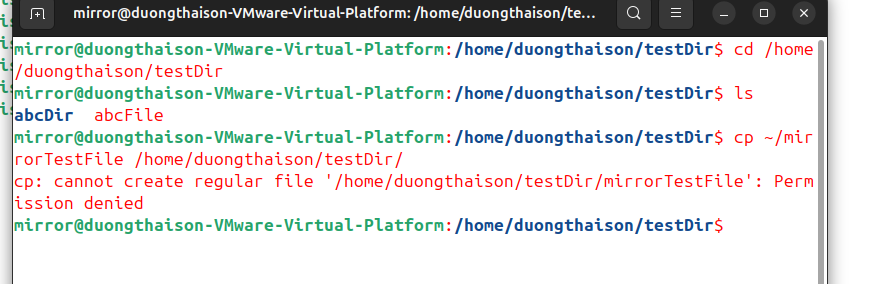 mirror@duongthaison-VMware-Virtual-Platform: /home/duongthaison/te...
mirror@duongthaison-VMware-Virtual-Platform:/home/duongthaison/testDir$ cd /home
/duongthaison/testDir
mirror@duongthaison-VMware-Virtual-Platform:/home/duongthaison/testDir$ ls
abcDir  abcFile
mirror@duongthaison-VMware-Virtual-Platform:/home/duongthaison/testDir$ cp ~/mir
rorTestFile /home/duongthaison/testDir/
cp: cannot create regular file '/home/duongthaison/testDir/mirrorTestFile': Perm
ission denied
mirror@duongthaison-VMware-Virtual-Platform:/home/duongthaison/testDir$